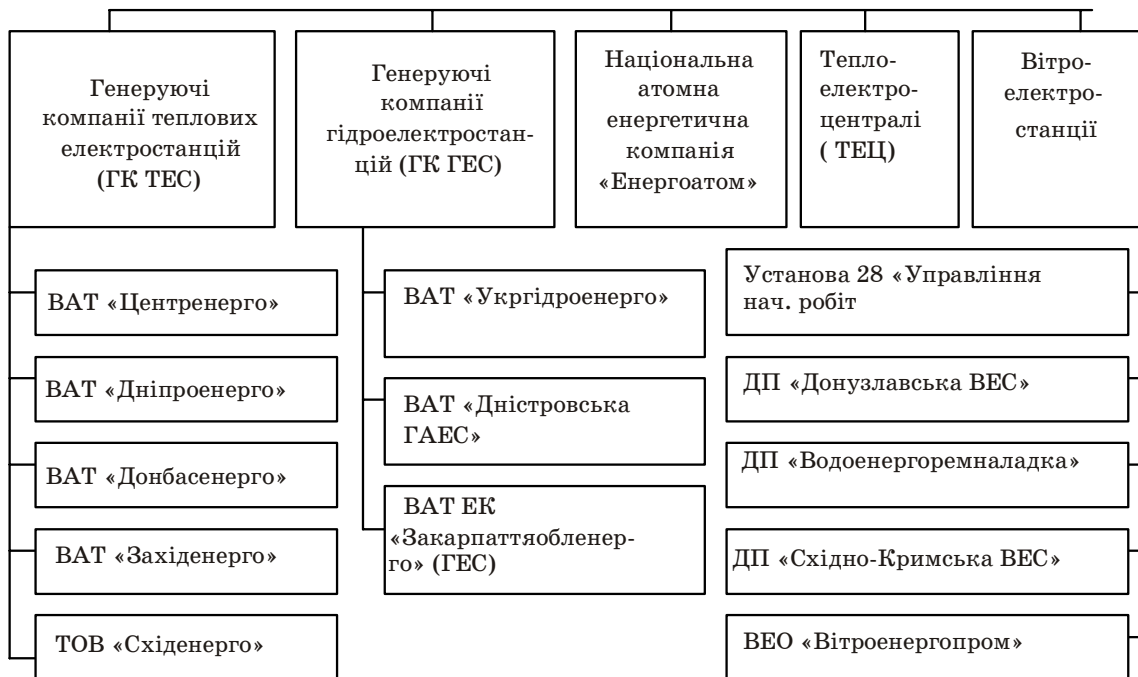 Генеруючі
компанії теплових
електростанцій
(ГК ТЕС)
Генеруючі
компанії
гідроелектростан-
цій (ГК ГЕС)
Національна
атомна
енергетична
компанія
«Енергоатом»
Тепло-
електро-
централі
( ТЕЦ)
Вітро-
електро-
станції
ВАТ «Центренерго»
ВАТ «Дніпроенерго»
ВАТ «Донбасенерго»
ВАТ «Західенерго»
ТОВ «Східенерго»
ВАТ «Укргідроенерго»
ВАТ «Дністровська
ГАЕС»
ВАТ ЕК
«Закарпаттяобленер-
го» (ГЕС)
Установа 28 «Управління
нач. робіт
ДП «Донузлавська ВЕС»
ДП «Водоенергоремналадка»
ДП «Східно-Кримська ВЕС»
ВЕО «Вітроенергопром»